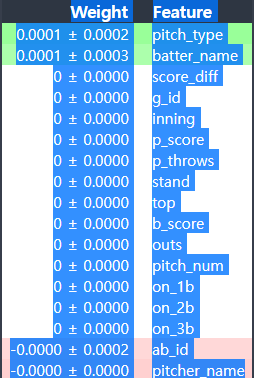 Weight Feature
0.0001 ± 0.0002 pitch_type
0.0001 ± 0.0003 batter_name
0 ± 0.0000 score_diff
0 ± 0.0000 g_id
0 ± 0.0000 inning
0 ± 0.0000 p_score
0 ± 0.0000 p_throws
0 ± 0.0000 stand
0 ± 0.0000 top
0 ± 0.0000 b_score
0 ± 0.0000 outs
0 ± 0.0000 pitch_num
0 ± 0.0000 on_1b
0 ± 0.0000 on_2b
0 ± 0.0000 on_3b
-0.0000 ± 0.0002 ab_id
-0.0000 ± 0.0000 pitcher_name